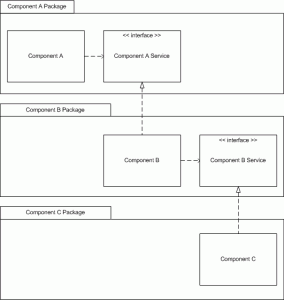 Component A Package
<< interface >>
Component A
Component A Service
Component B Package
<< interface >>
Component B
Component B Service
Component C Package
Component C